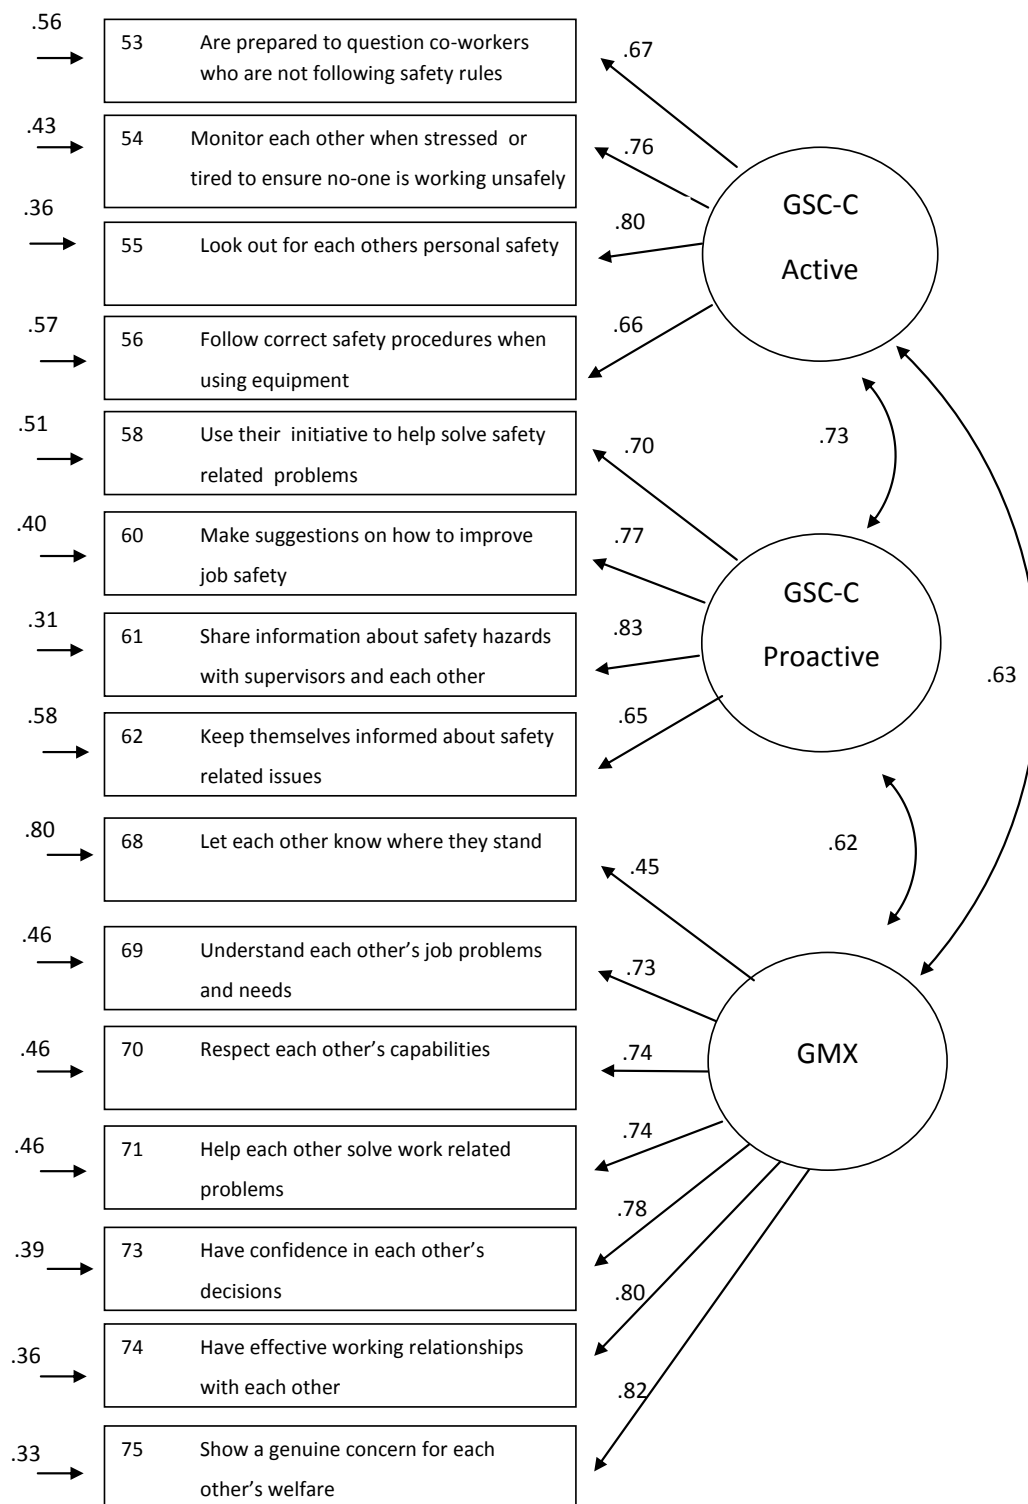 .56
53 Are prepared to question co-workers
who are not following safety rules
.67
.43
54 Monitor each other when stressed or
tired to ensure no-one is working unsafely
.76
.36
55 Look out for each others personal safety
.80
GSC-C
Active
.57
56 Follow correct safety procedures when
using equipment
.66
.51
58 Use their initiative to help solve safety
related problems
.70
.73
.40
60 Make suggestions on how to improve
job safety
.77
GSC-C
Proactive
.31
61 Share information about safety hazards
with supervisors and each other
.83
.63
.58
62 Keep themselves informed about safety
related issues
.65
.80
68 Let each other know where they stand
.45
.62
.46
69 Understand each other’s job problems
and needs
.73
.46
70 Respect each other’s capabilities
.74
GMX
.46
71 Help each other solve work related
problems
.74
.39
73 Have confidence in each other’s
decisions
.78
.36
74 Have effective working relationships
with each other
.80
.33
75 Show a genuine concern for each
other’s welfare
.82